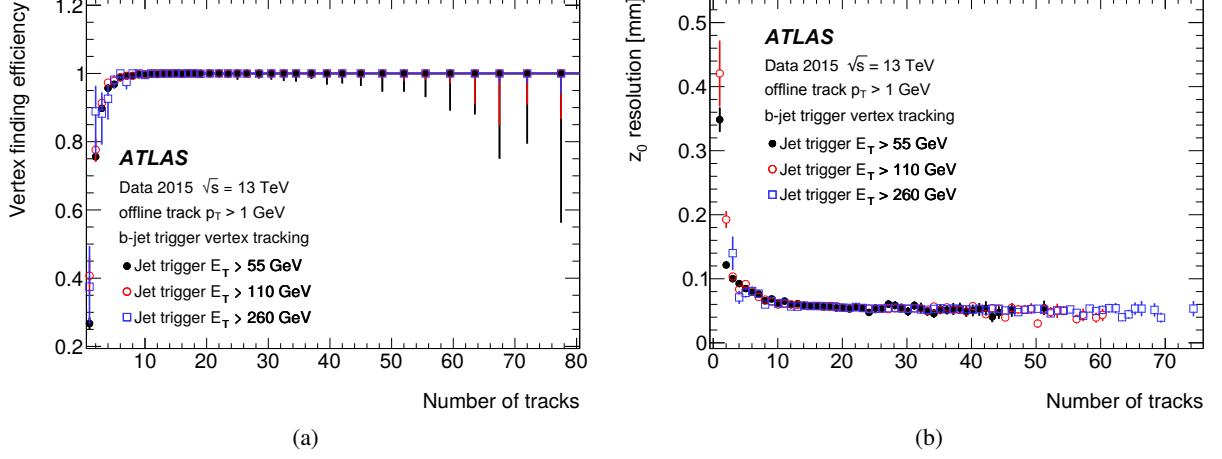 Vertex finding efficiency
1.2
1
0.8
0.6
0.4
0.2
ATLAS
Data 2015 √s = 13 TeV
offline track p_T > 1 GeV
b-jet trigger vertex tracking
Jet trigger E_T > 55 GeV
Jet trigger E_T > 110 GeV
Jet trigger E_T > 260 GeV
10 20 30 40 50 60 70 80
Number of tracks
(a)
z_0 resolution [mm]
0.5
0.4
0.3
0.2
0.1
0
ATLAS
Data 2015 √s = 13 TeV
offline track p_T > 1 GeV
b-jet trigger vertex tracking
Jet trigger E_T > 55 GeV
Jet trigger E_T > 110 GeV
Jet trigger E_T > 260 GeV
0 10 20 30 40 50 60 70
Number of tracks
(b)